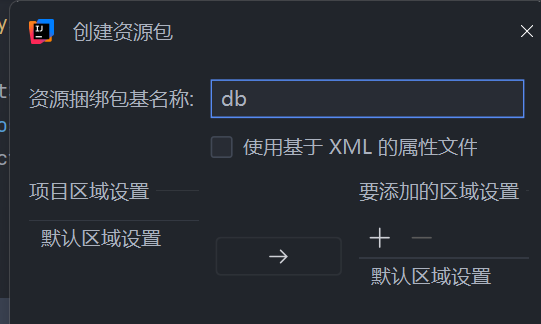 创建资源包
资源捆绑包基名称: db
使用基于 XML 的属性文件
项目区域设置
要添加的区域设置
默认区域设置
默认区域设置